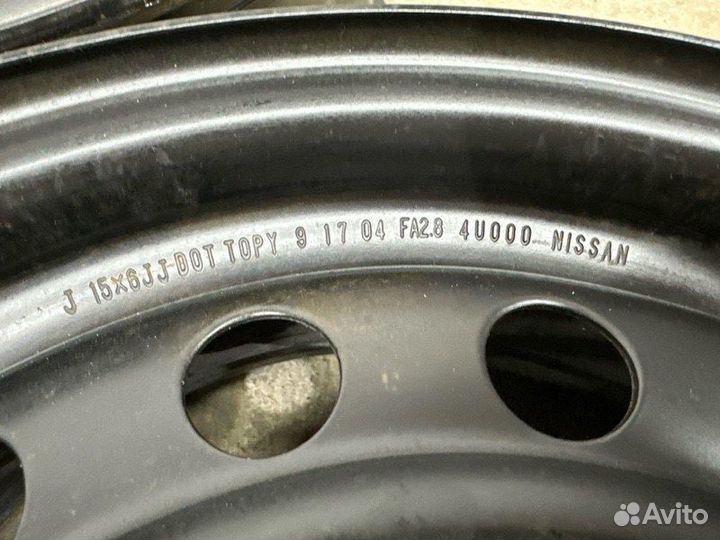 J 15X6JJ DOT TOPY 9 17 04 FA2.8 4U000 NISSAN
Avito